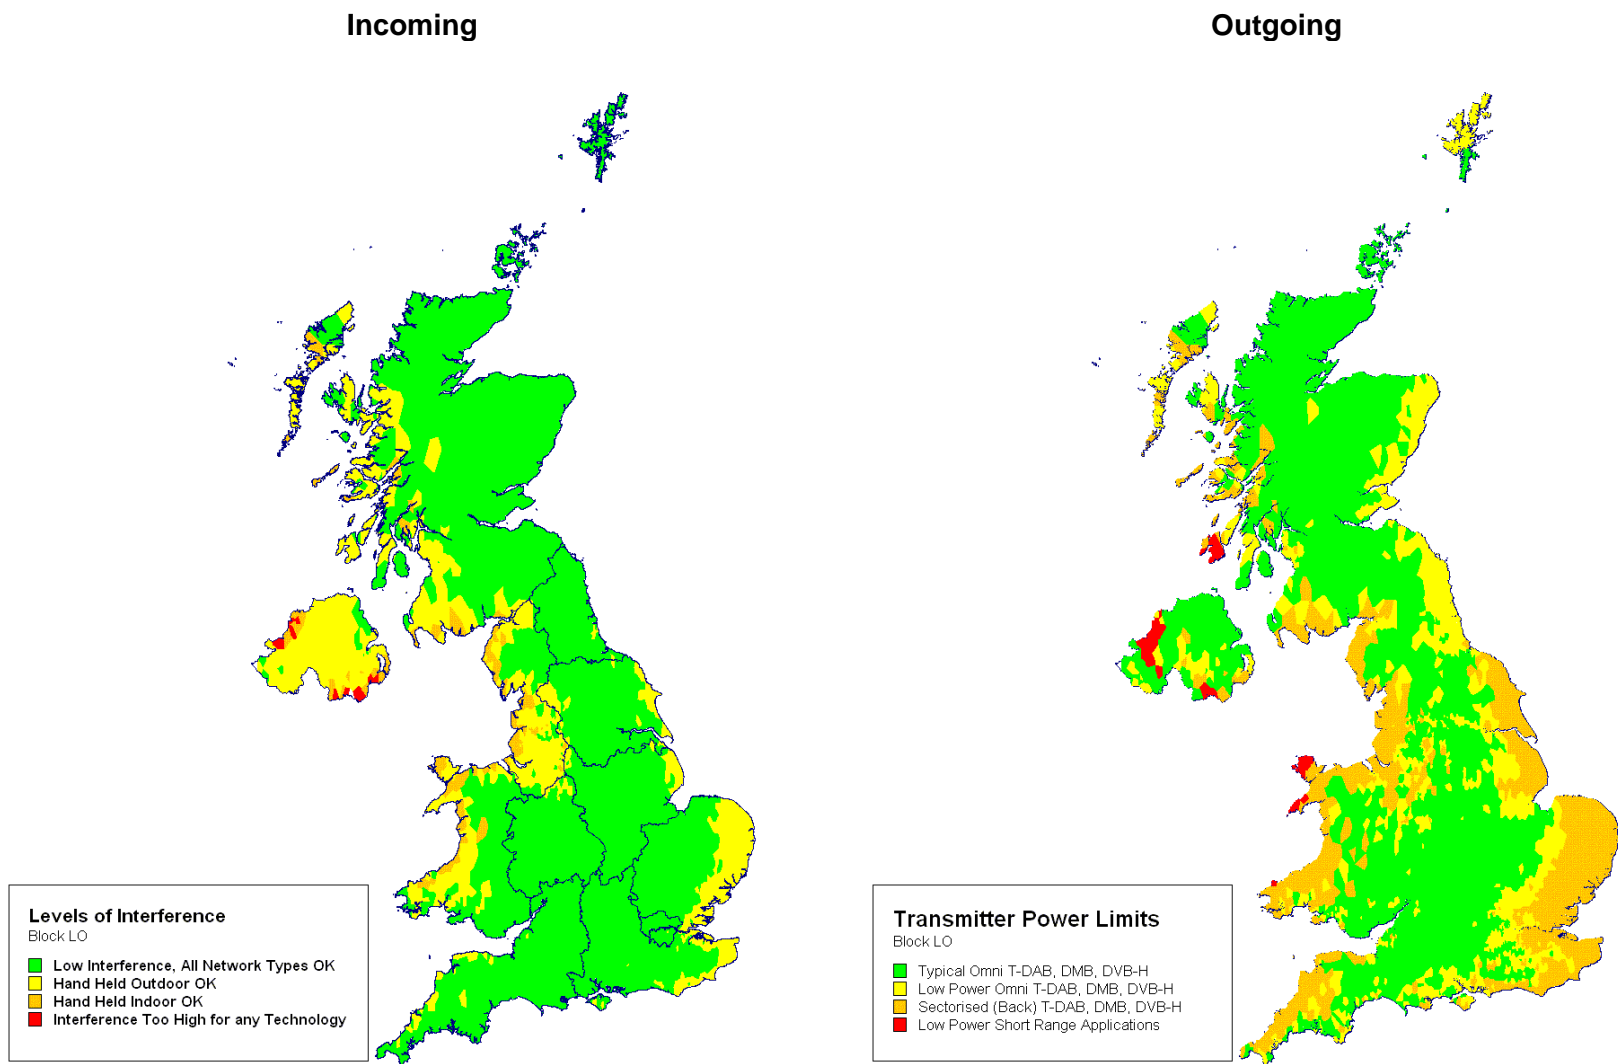 Incoming
Outgoing
Levels of Interference
Block LO
Low Interference, All Network Types OK
Hand Held Outdoor OK
Hand Held Indoor OK
Interference Too High for any Technology
Transmitter Power Limits
Block LO
Typical Omni T-DAB, DMB, DVB-H
Low Power Omni T-DAB, DMB, DVB-H
Sectorised (Back) T-DAB, DMB, DVB-H
Low Power Short Range Applications